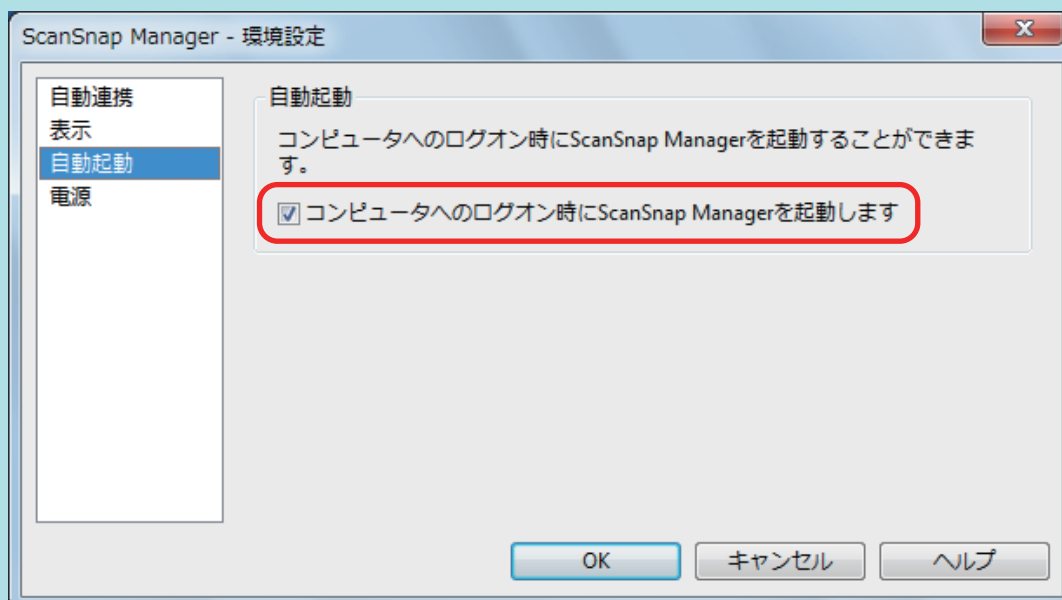 ScanSnap Manager - 環境設定
自動連携
表示
自動起動
電源
自動起動
コンピュータへのログオン時にScanSnap Managerを起動することができま
す。
コンピュータへのログオン時にScanSnap Managerを起動します
OK
キャンセル
ヘルプ